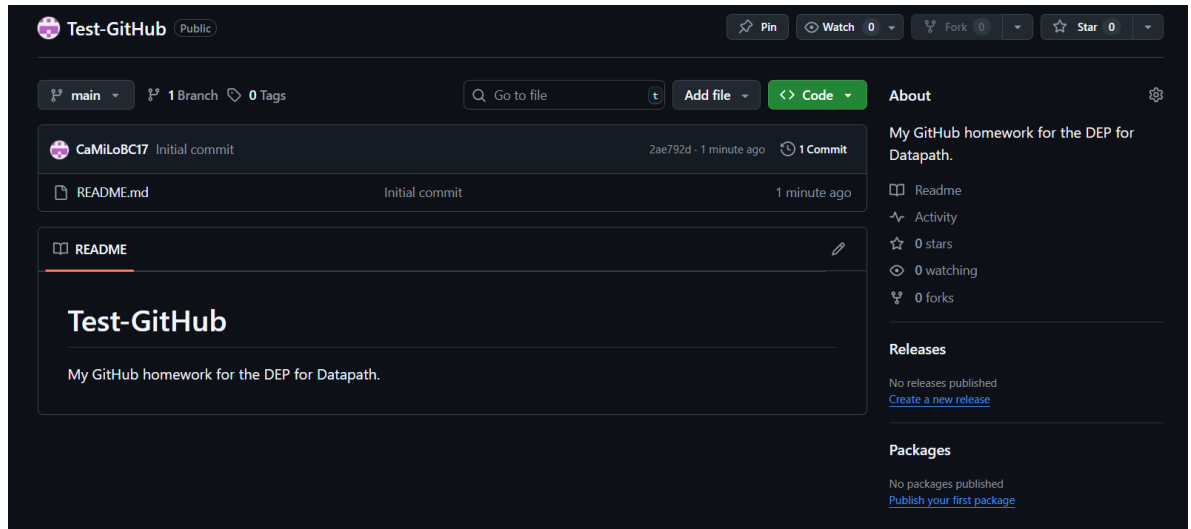 Test-GitHub Public
Pin
Watch 0
Fork 0
Star 0
main
1 Branch
0 Tags
Go to file
t
Add file
<> Code
CaMiLoBC17 Initial commit
2ae792d · 1 minute ago
1 Commit
README.md Initial commit 1 minute ago
README
Test-GitHub
My GitHub homework for the DEP for Datapath.
About
My GitHub homework for the DEP for
Datapath.
Readme
Activity
0 stars
0 watching
0 forks
Releases
No releases published
Create a new release
Packages
No packages published
Publish your first package